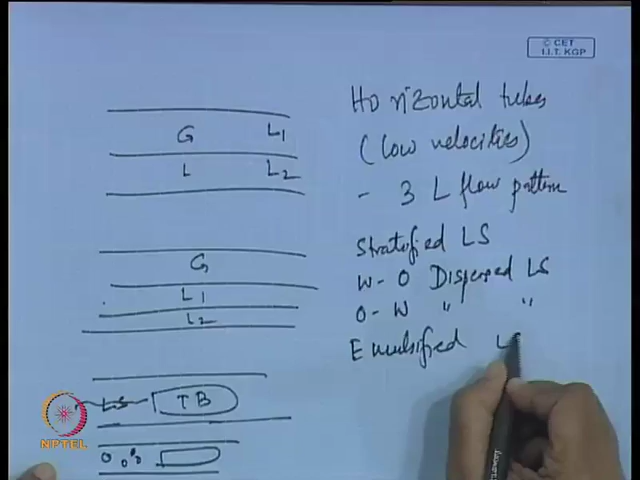 © CET
I.I.T. KGP
Horizontal tubes
(low velocities)
- 3 L flow pattern
Stratified LS
W-O Dispersed LS
O-W " "
Emulsified LS
G L1
L L2
G
L1
L2
LS TB
NPTEL